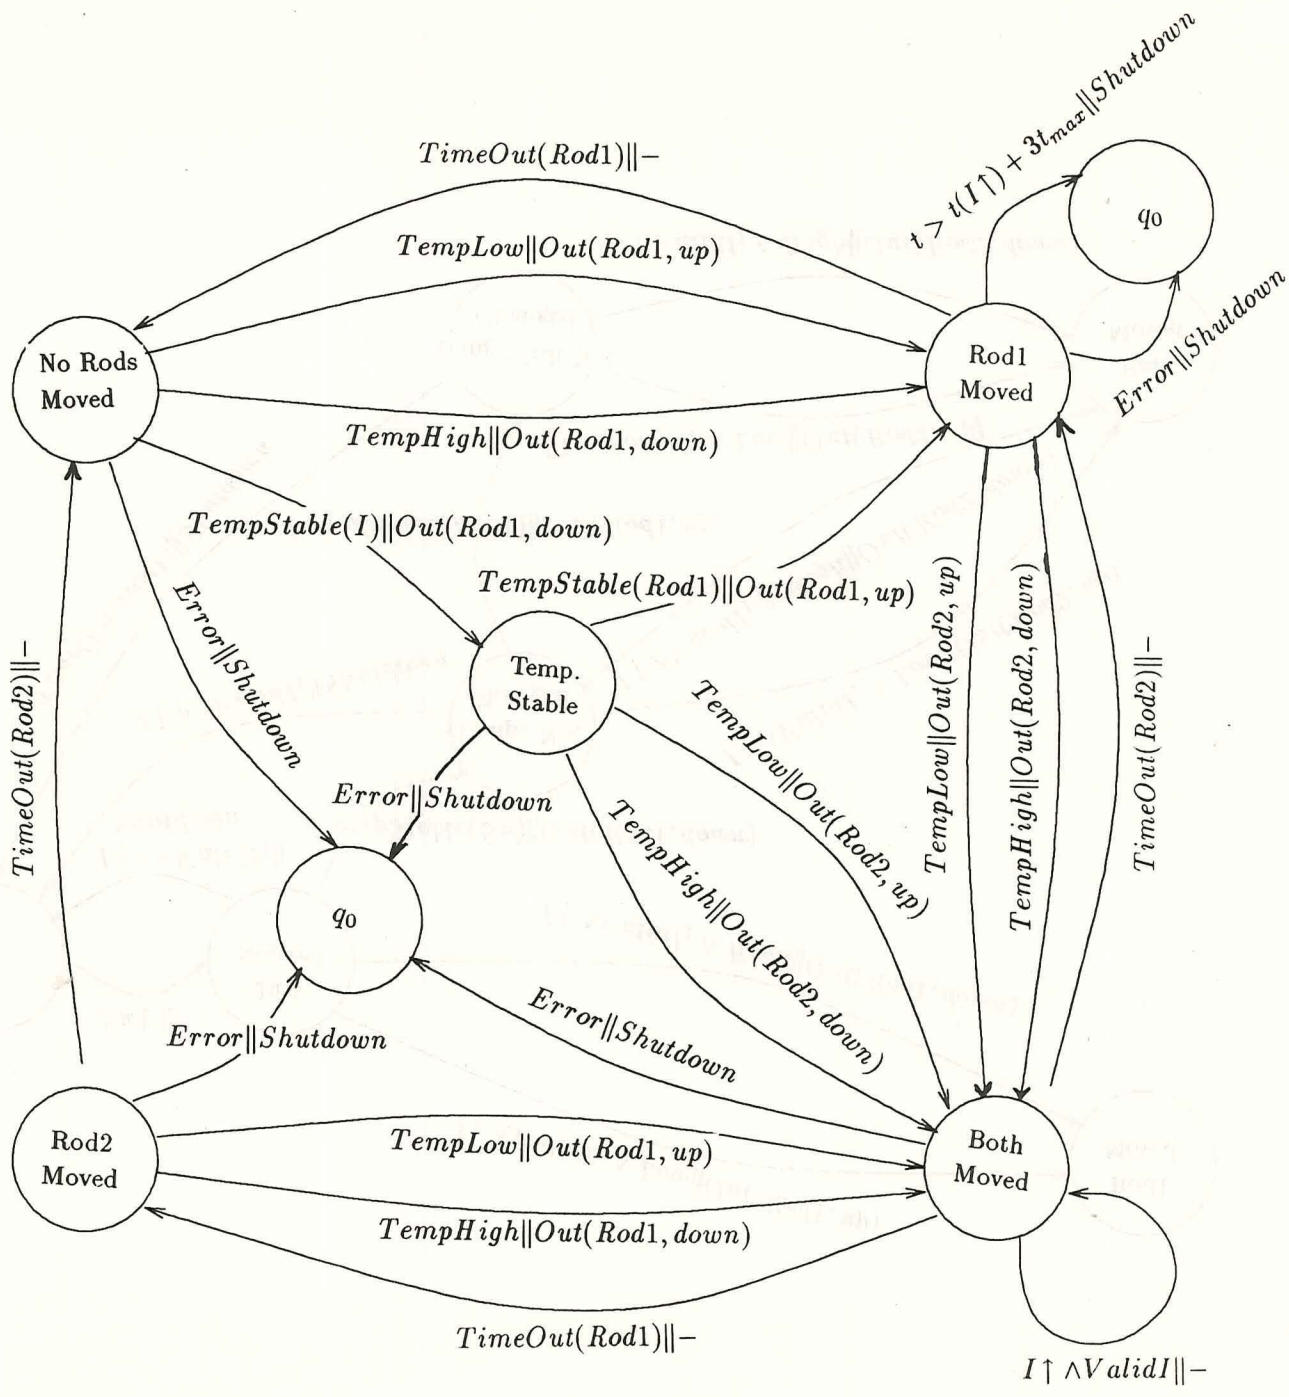 t > t(I↑) + 3tmax||Shutdown
TimeOut(Rod1)||−
q0
TempLow||Out(Rod1, up)
Error||Shutdown
No Rods
Moved
Rod1
Moved
TempHigh||Out(Rod1, down)
TempStable(I)||Out(Rod1, down)
TempStable(Rod1)||Out(Rod1, up)
Error||Shutdown
TimeOut(Rod2)||−
Temp.
Stable
TempLow||Out(Rod2, up)
TempLow||Out(Rod2, up)
TempHigh||Out(Rod2, down)
TimeOut(Rod2)||−
Error||Shutdown
TempHigh||Out(Rod2, down)
q0
Error||Shutdown
Error||Shutdown
Rod2
Moved
TempLow||Out(Rod1, up)
Both
Moved
TempHigh||Out(Rod1, down)
TimeOut(Rod1)||−
I↑ ∧ValidI||−